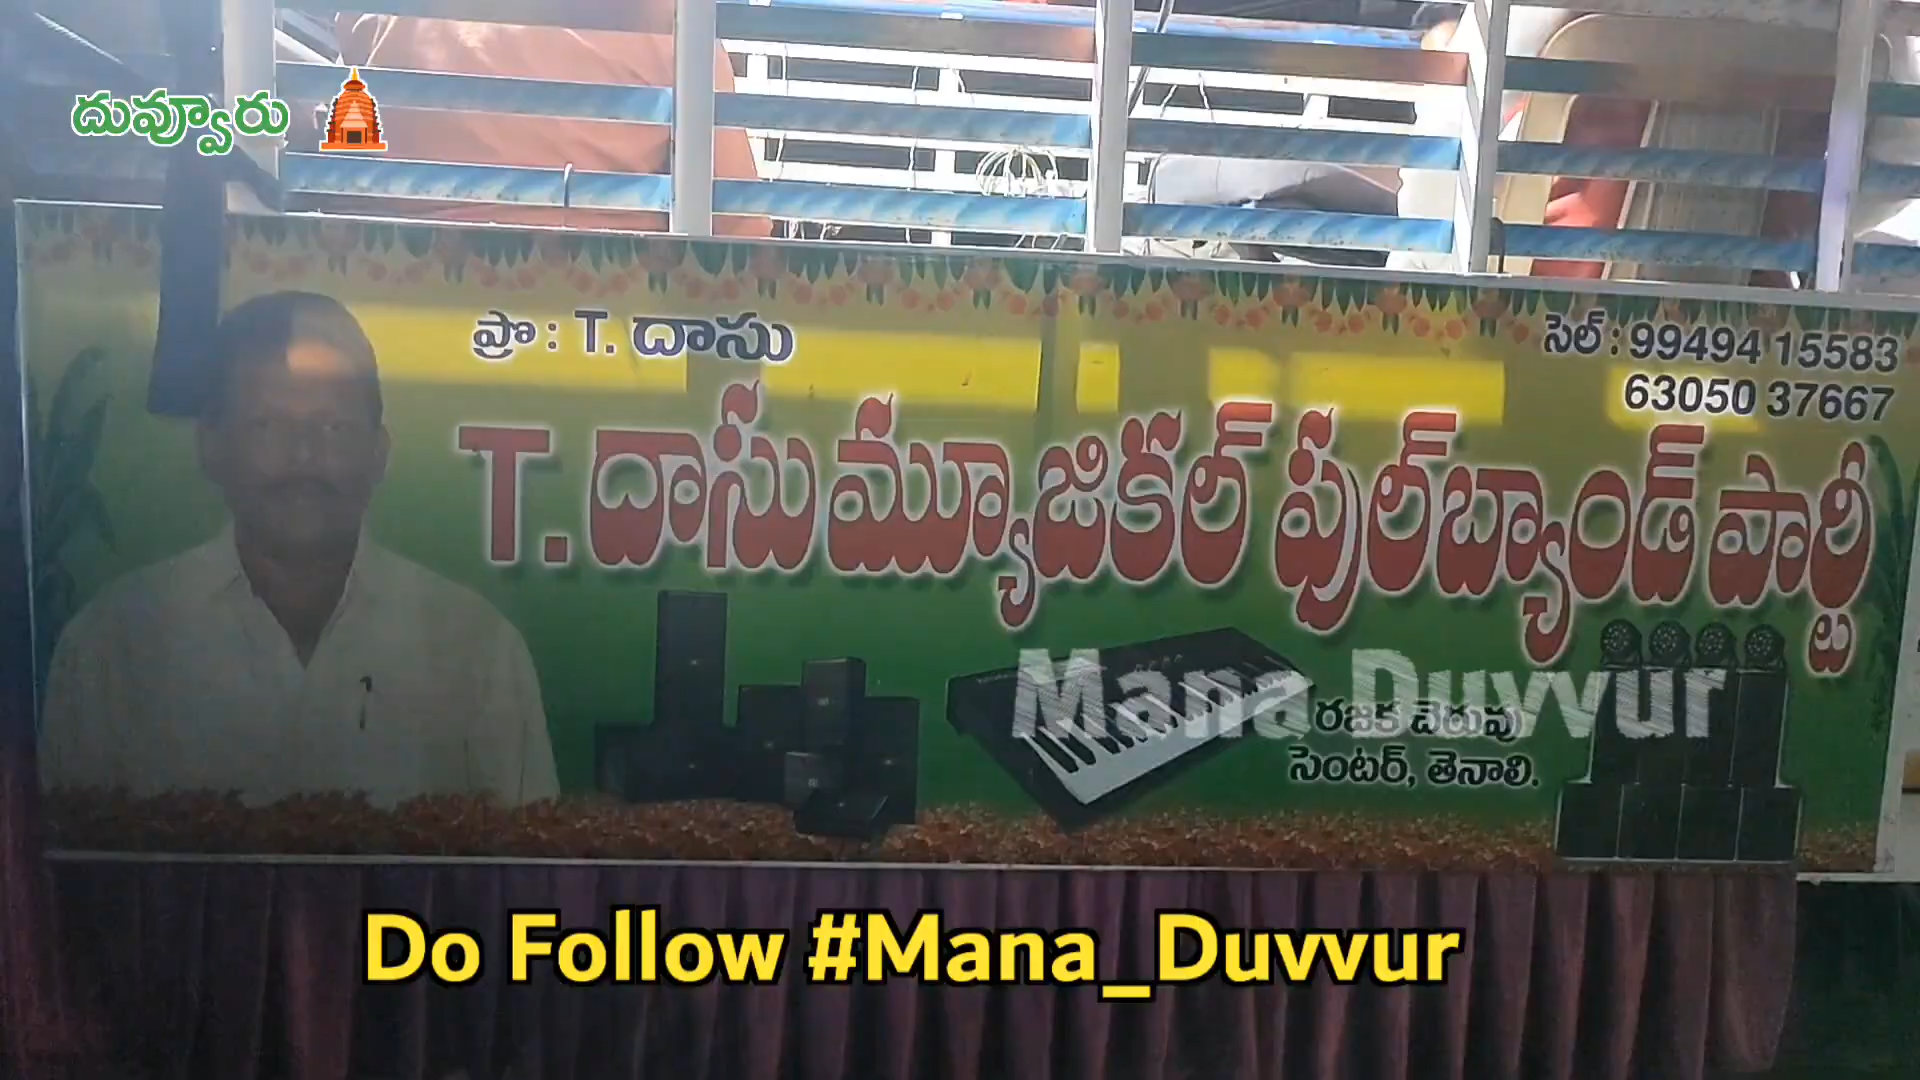 దువ్వూరు
ప్రొ : T. దాసు
సెల్ : 99494 15583
63050 37667
T. దాసు మ్యూజికల్ ఫుల్‌బ్యాండ్ పార్టీ
Mana Duvvur
రజక చెరువు
సెంటర్, తెనాలి.
Do Follow #Mana_Duvvur